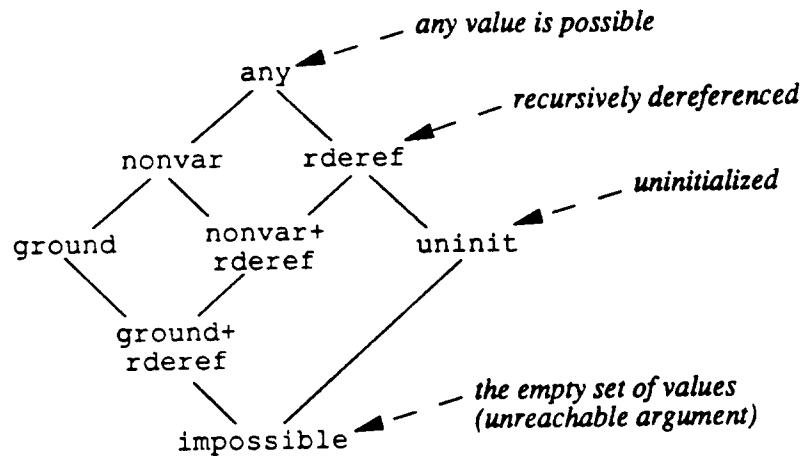 any value is possible
any
recursively dereferenced
nonvar
rderef
uninitialized
ground
nonvar+
rderef
uninit
ground+
rderef
the empty set of values
(unreachable argument)
impossible